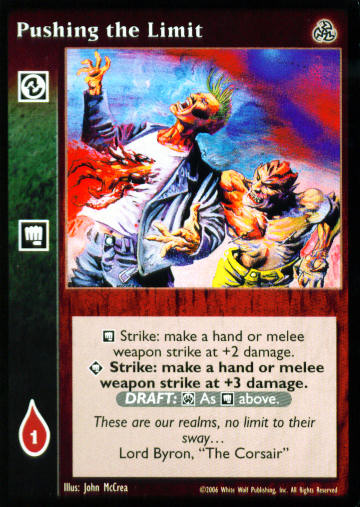 Pushing the Limit
Strike: make a hand or melee
weapon strike at +2 damage.
Strike: make a hand or melee
weapon strike at +3 damage.
DRAFT: As above.
These are our realms, no limit to their
sway…
Lord Byron, “The Corsair”
1
Illus: John McCrea
©2006 White Wolf Publishing, Inc. All Rights Reserved